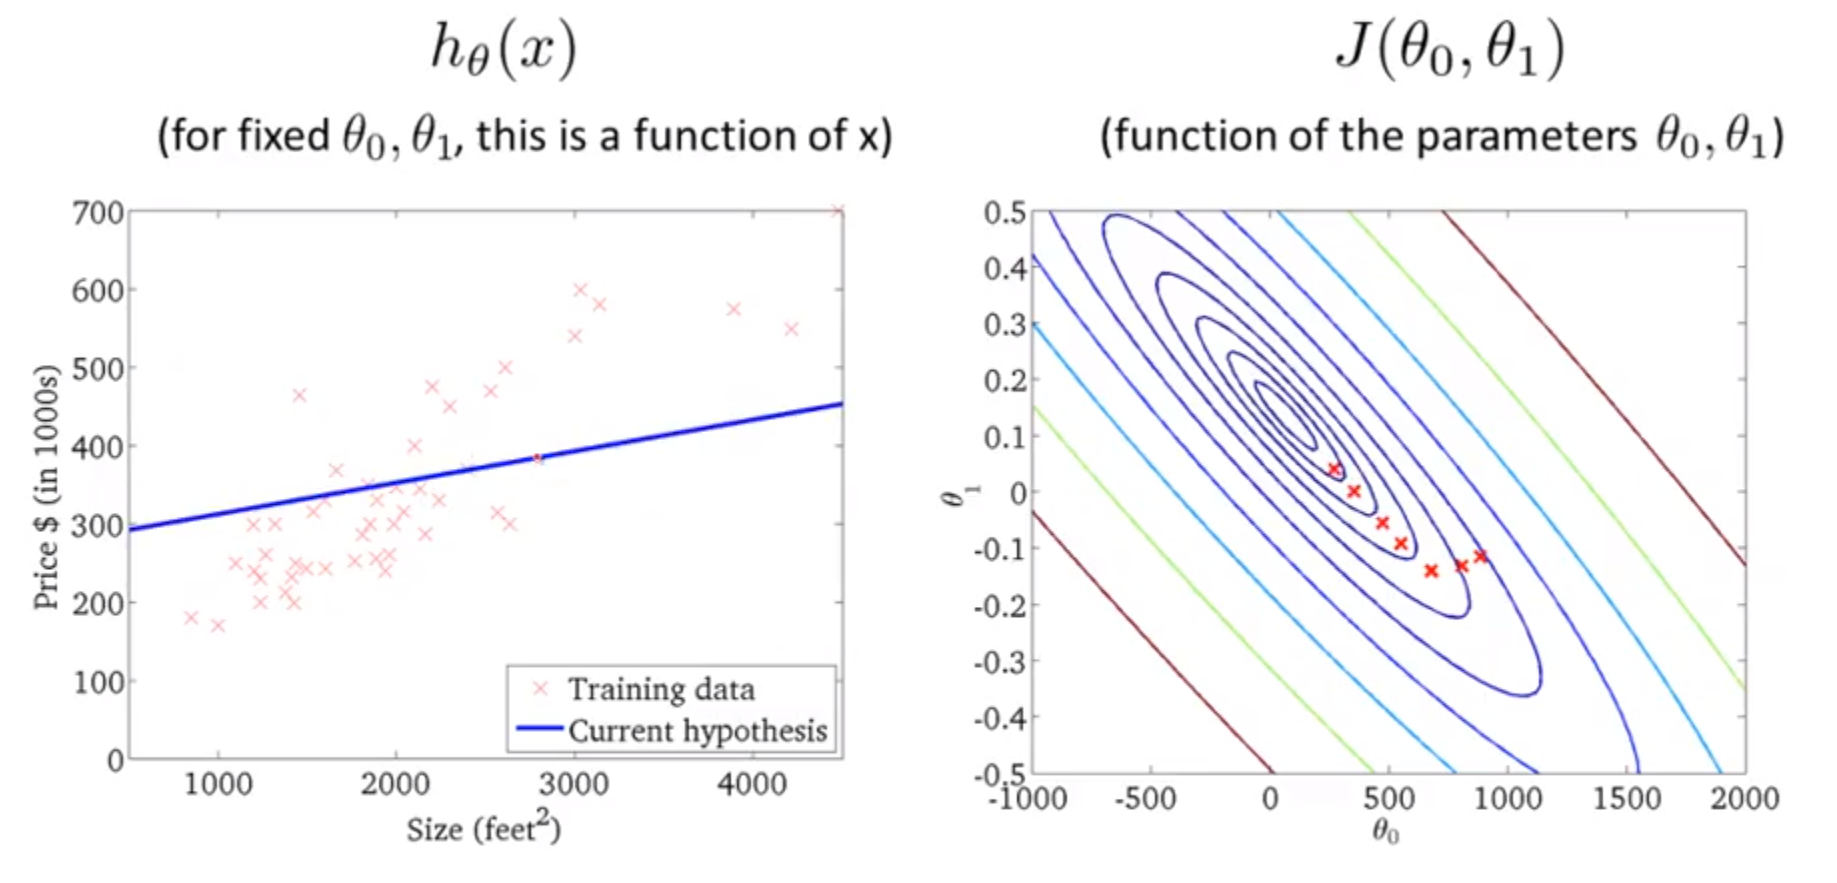 hθ(x)
(for fixed θ0, θ1, this is a function of x)
700
600
500
400
300
200
100
0
1000 2000 3000 4000
Price $ (in 1000s)
Size (feet²)
Training data
Current hypothesis
J(θ0, θ1)
(function of the parameters θ0, θ1)
0.5
0.4
0.3
0.2
0.1
0
-0.1
-0.2
-0.3
-0.4
-0.5
-1000 -500 0 500 1000 1500 2000
θ1
θ0